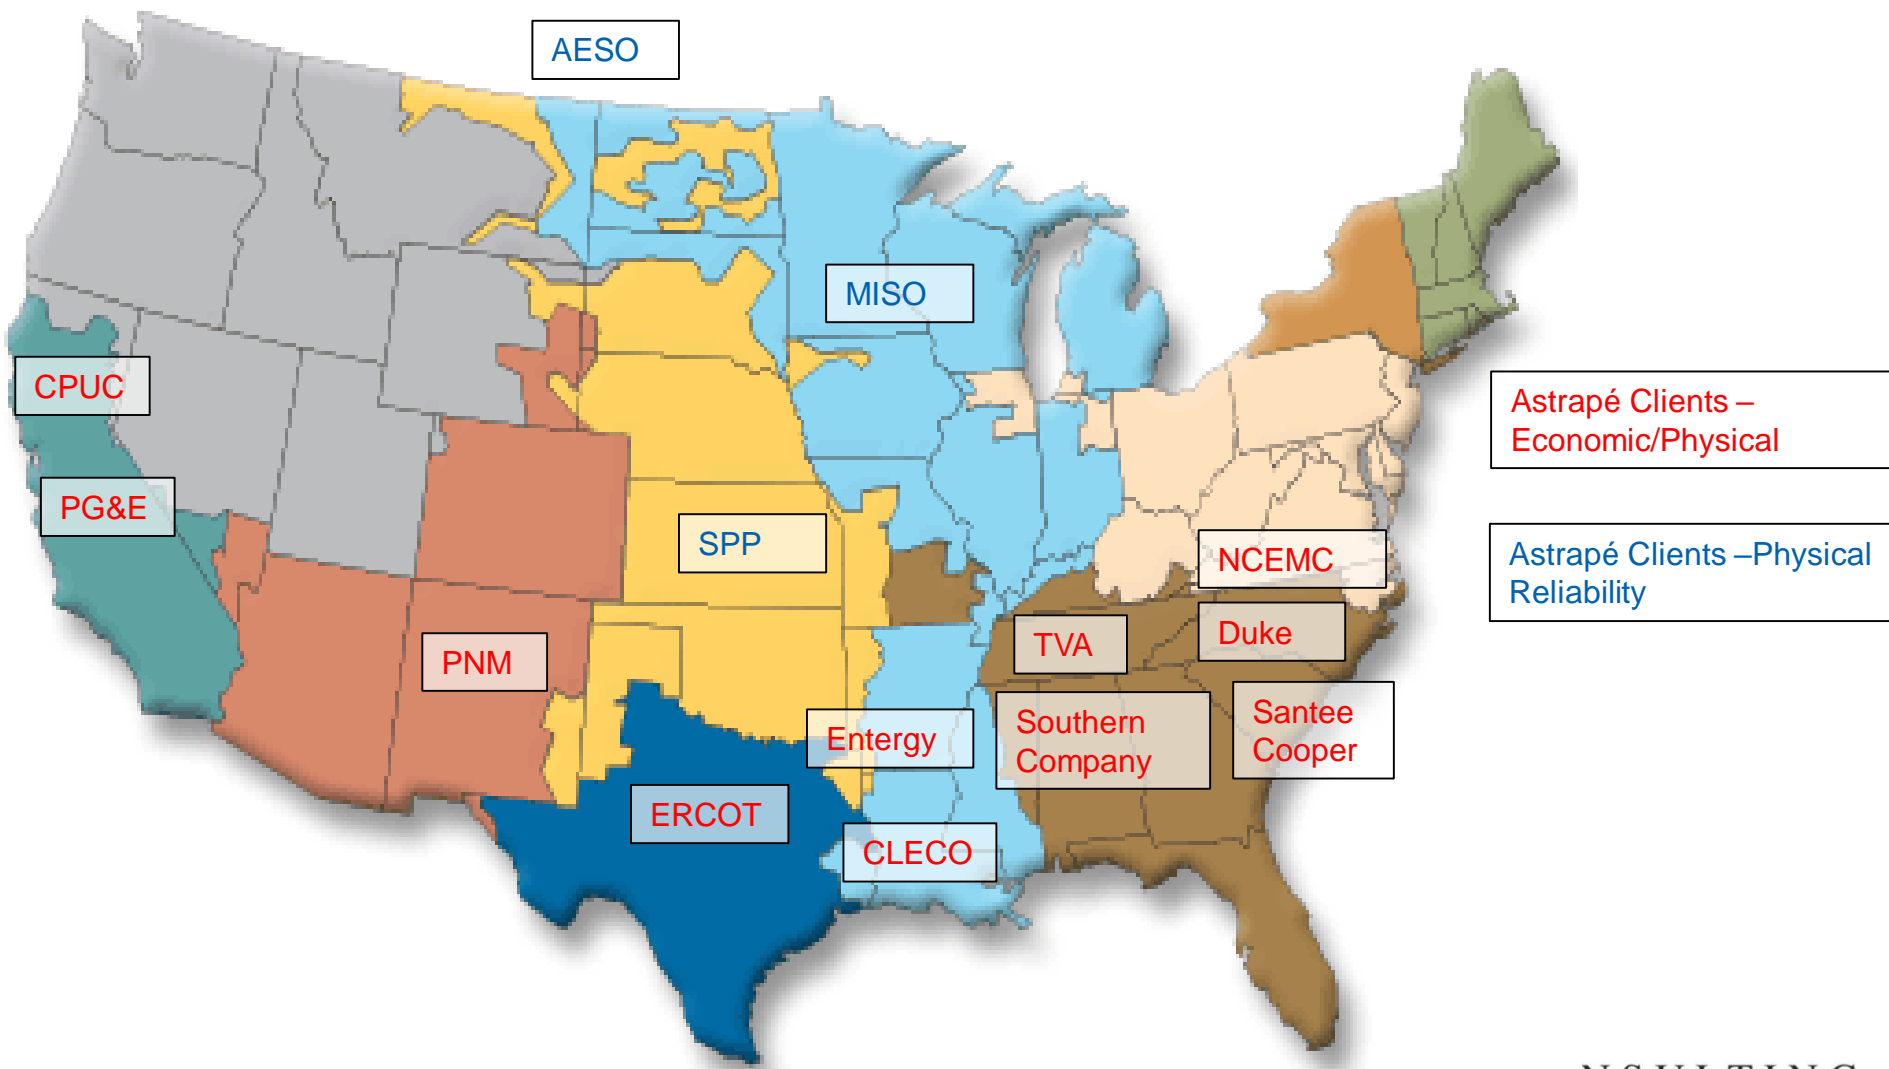 AESO
MISO
CPUC
Astrapé Clients –
Economic/Physical
PG&E
SPP
NCEMC
Astrapé Clients –Physical
Reliability
TVA
Duke
PNM
Entergy
Southern
Company
Santee
Cooper
ERCOT
CLECO